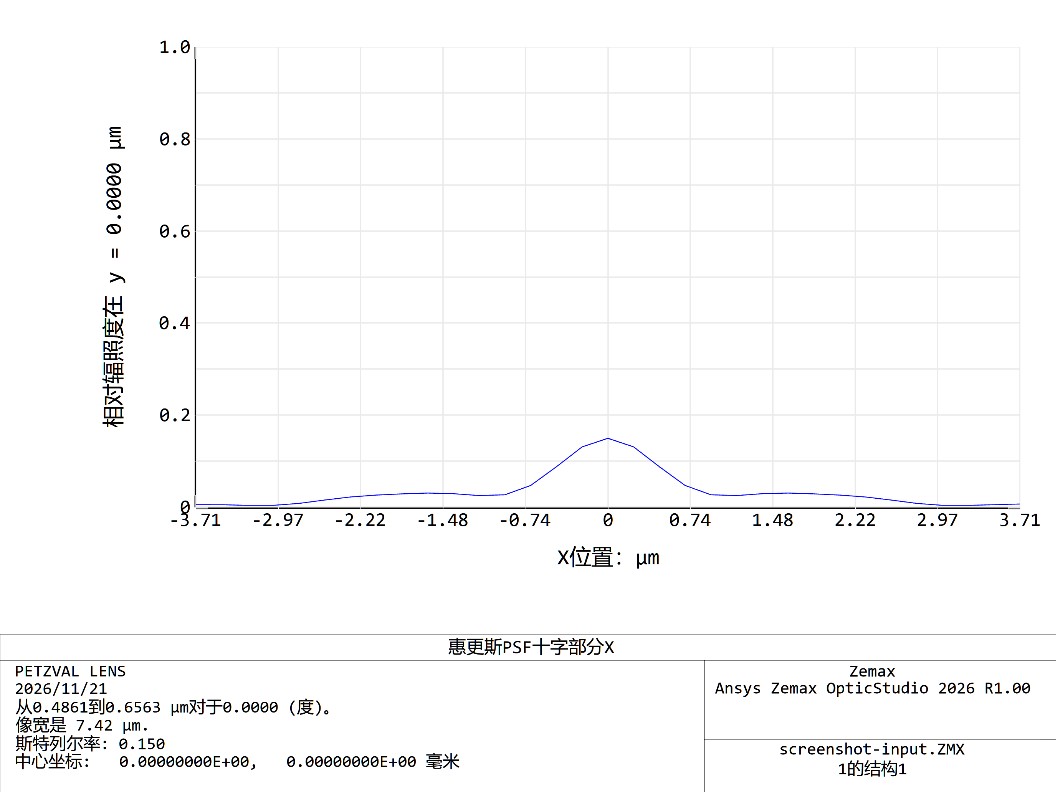 1.0
0.8
0.6
0.4
0.2
0
相对辐照度在 y = 0.0000 µm
-3.71 -2.97 -2.22 -1.48 -0.74 0 0.74 1.48 2.22 2.97 3.71
X位置: µm
惠更斯PSF十字部分X
PETZVAL LENS
2026/11/21
从0.4861到0.6563 µm对于0.0000 (度)。
像宽是 7.42 µm.
斯特列尔率: 0.150
中心坐标: 0.00000000E+00, 0.00000000E+00 毫米
Zemax
Ansys Zemax OpticStudio 2026 R1.00
screenshot-input.ZMX
1的结构1